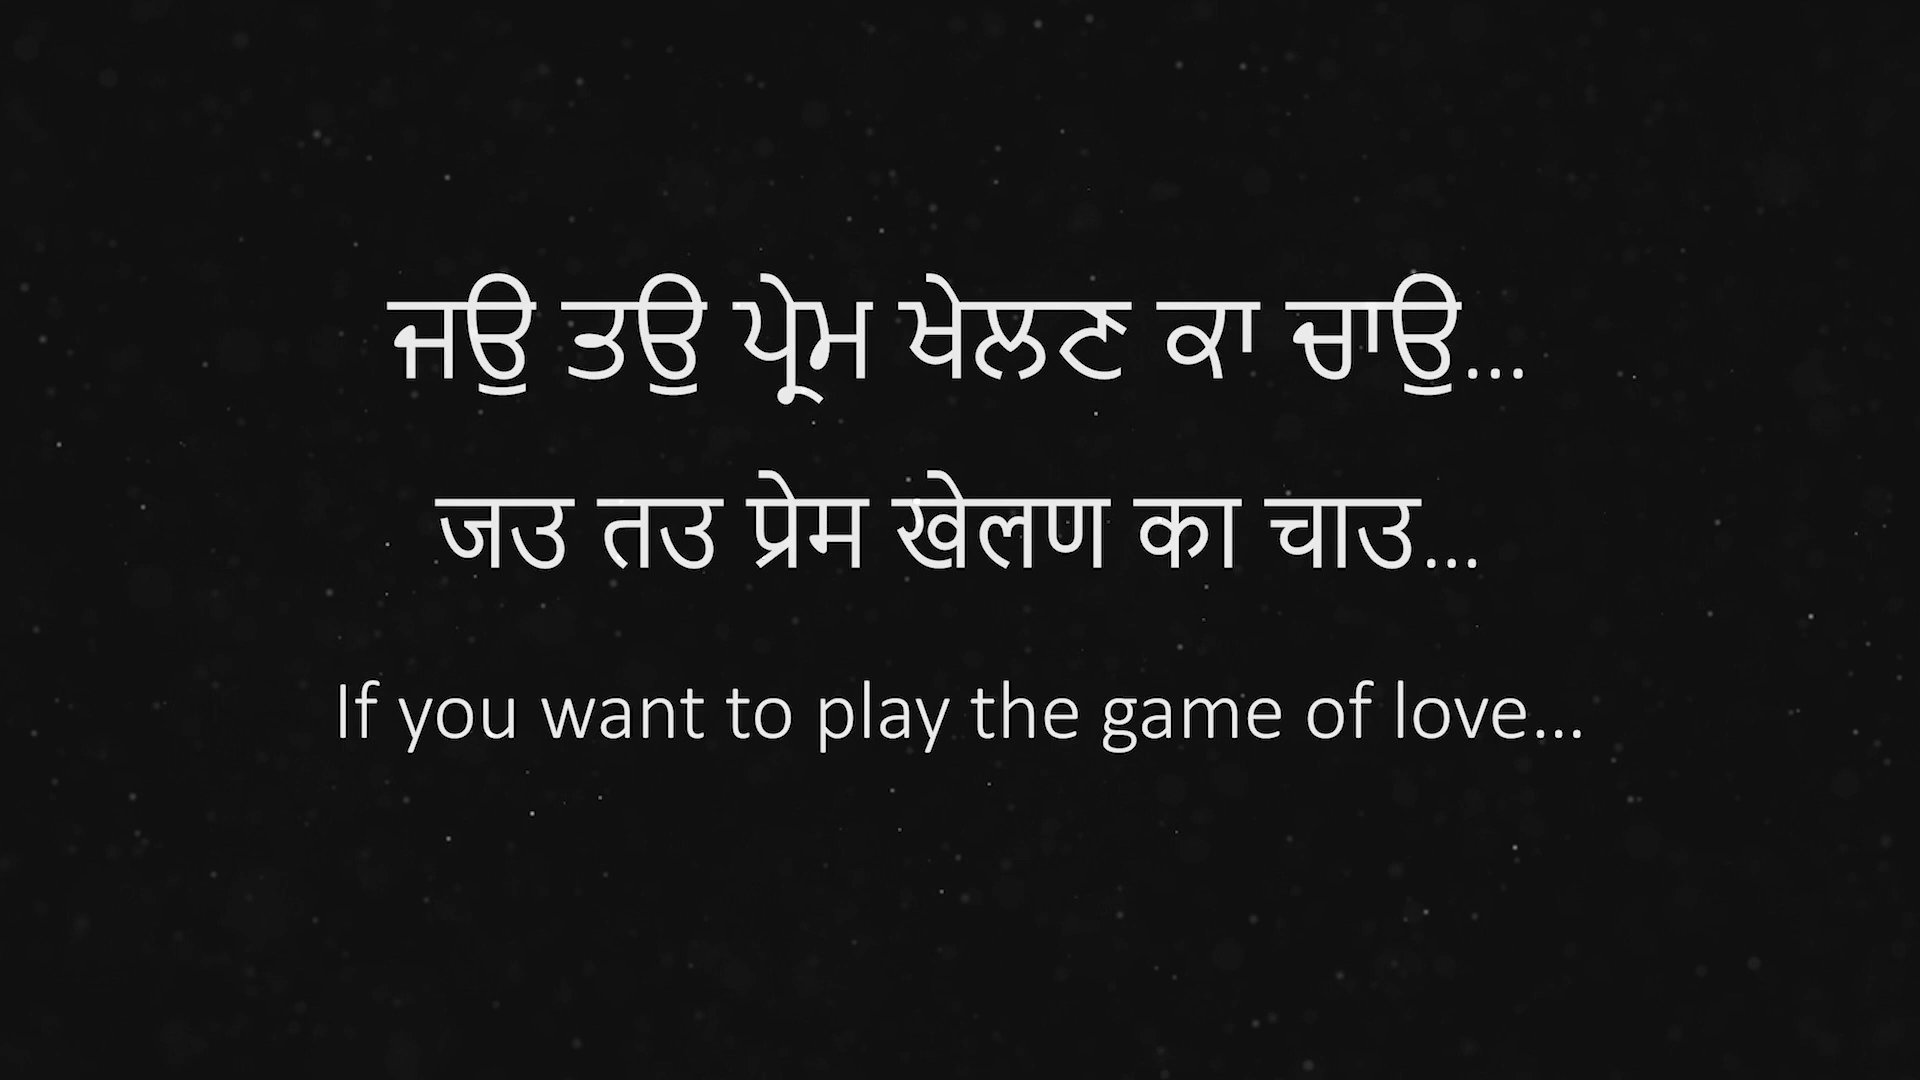 ਜਉ ਤਉ ਪ੍ਰੇਮ ਖੇਲਣ ਕਾ ਚਾਉ...
जउ तउ प्रेम खेलण का चाउ...
If you want to play the game of love...